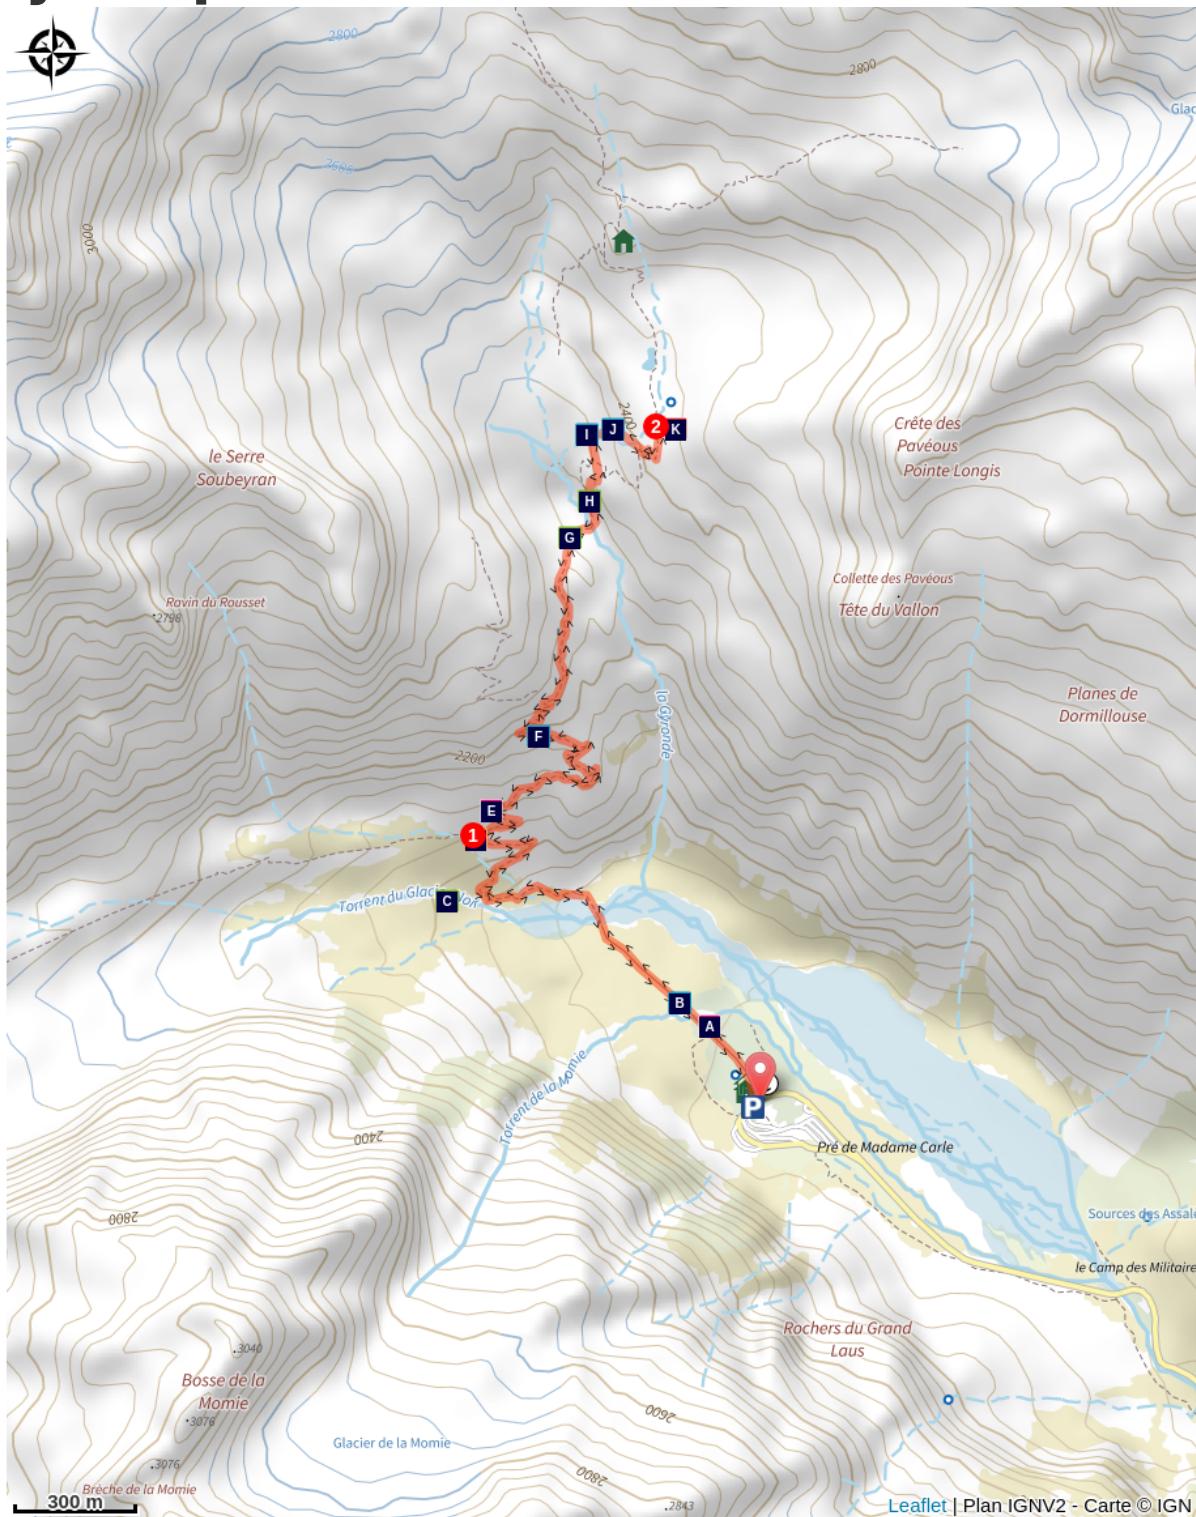 2800
2800
Glac
2600
3000
2400
I
J
2
K
Crête des
Pavéous
Pointe Longis
le Serre
Soubeyran
H
G
Collette des Pavéous
Tête du Vallon
Ravin du Rousset
2798
Planes de
Dormillouse
la Gyronde
F
2200
E
1
C
Torrent du Glacier
B
A
Torrent de la Momie
P
Pré de Madame Carle
2400
2800
Sources des Assale
le Camp des Militaire
Rochers du Grand
Laus
3040
Bosse de la
Momie
3076
2600
Glacier de la Momie
3076
2800
Brèche de la Momie
300 m
2843
Leaflet | Plan IGNV2 - Carte © IGN